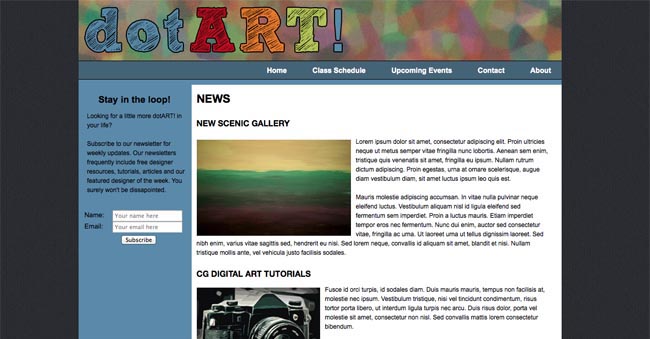 dotART!
Home Class Schedule Upcoming Events Contact About
Stay in the loop!
Looking for a little more dotART! in
your life?
Subscribe to our newsletter for
weekly updates. Our newsletters
frequently include free designer
resources, tutorials, articles and our
featured designer of the week. You
surely won't be dissapointed.
Name: Your name here
Email: Your email here
Subscribe
NEWS
NEW SCENIC GALLERY
Lorem ipsum dolor sit amet, consectetur adipiscing elit. Proin ultricies
neque ut metus semper vitae fringilla nunc lobortis. Aenean sem enim,
tristique quis venenatis sit amet, fringilla eu ipsum. Nullam rutrum
dictum adipiscing. Proin egestas, urna at ornare scelerisque, augue
diam vestibulum diam, sit amet luctus ipsum leo quis est.
Mauris molestie adipiscing accumsan. In vitae nulla pulvinar neque
eleifend luctus. Vestibulum aliquam nisl id ligula eleifend sed
fermentum sem imperdiet. Proin a luctus mauris. Etiam imperdiet
tempor eros nec fermentum. Nunc dui enim, auctor sed consectetur
vitae, fringilla ac urna. Ut laoreet urna ut tellus dignissim laoreet. Sed
nibh enim, varius vitae sagittis sed, hendrerit eu nisi. Sed lorem neque, convallis id aliquam sit amet, blandit et nisi. Nullam
tristique mollis ante, vel vehicula justo facilisis sodales.
CG DIGITAL ART TUTORIALS
Fusce id orci turpis, id sodales diam. Duis mauris mauris, tempus non facilisis at,
molestie nec ipsum. Vestibulum tristique, nisi vel tincidunt condimentum, risus
tortor porta libero, ut interdum ligula turpis nec arcu. Duis risus dolor, porta vel
molestie sit amet, consectetur non nisl. Sed convallis mattis lorem consectetur
bibendum.